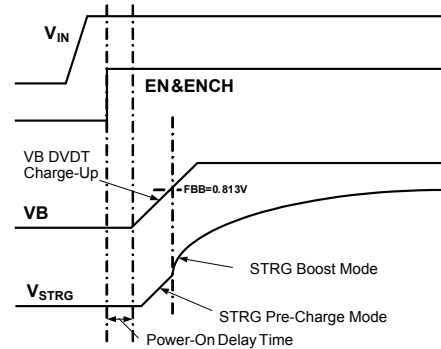 VIN
EN&ENCH
VB DVDT
Charge-Up
FBB=0.813V
VB
STRG Boost Mode
VSTRG
STRG Pre-Charge Mode
Power-On Delay Time